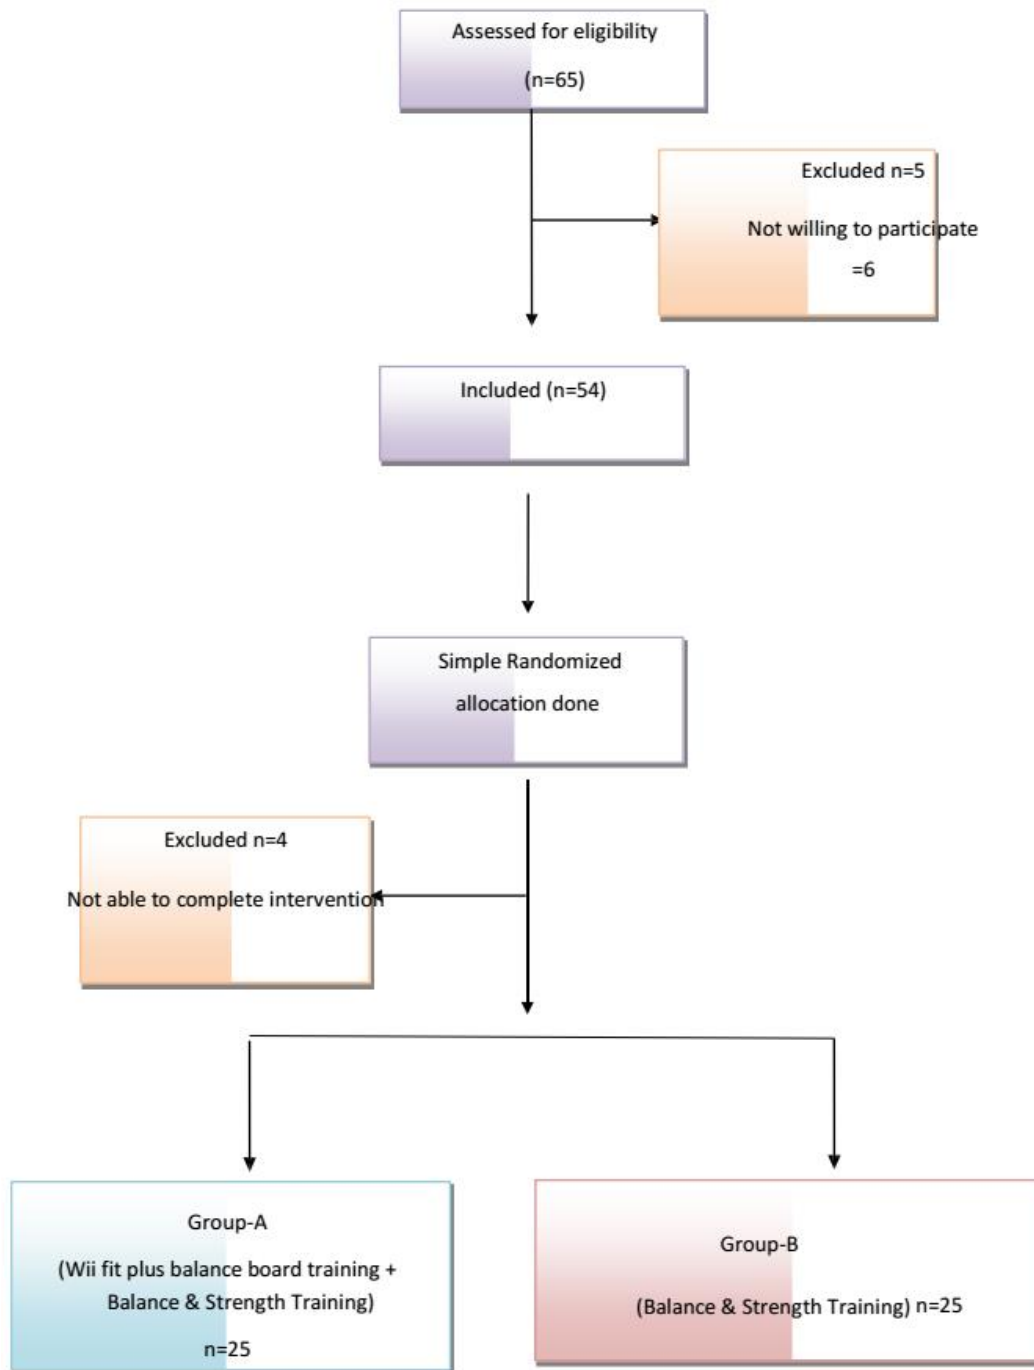 Assessed for eligibility
(n=65)
Excluded n=5
Not willing to participate
=6
Included (n=54)
Simple Randomized
allocation done
Excluded n=4
Not able to complete intervention
Group-A
(Wii fit plus balance board training +
Balance & Strength Training)
n=25
Group-B
(Balance & Strength Training) n=25